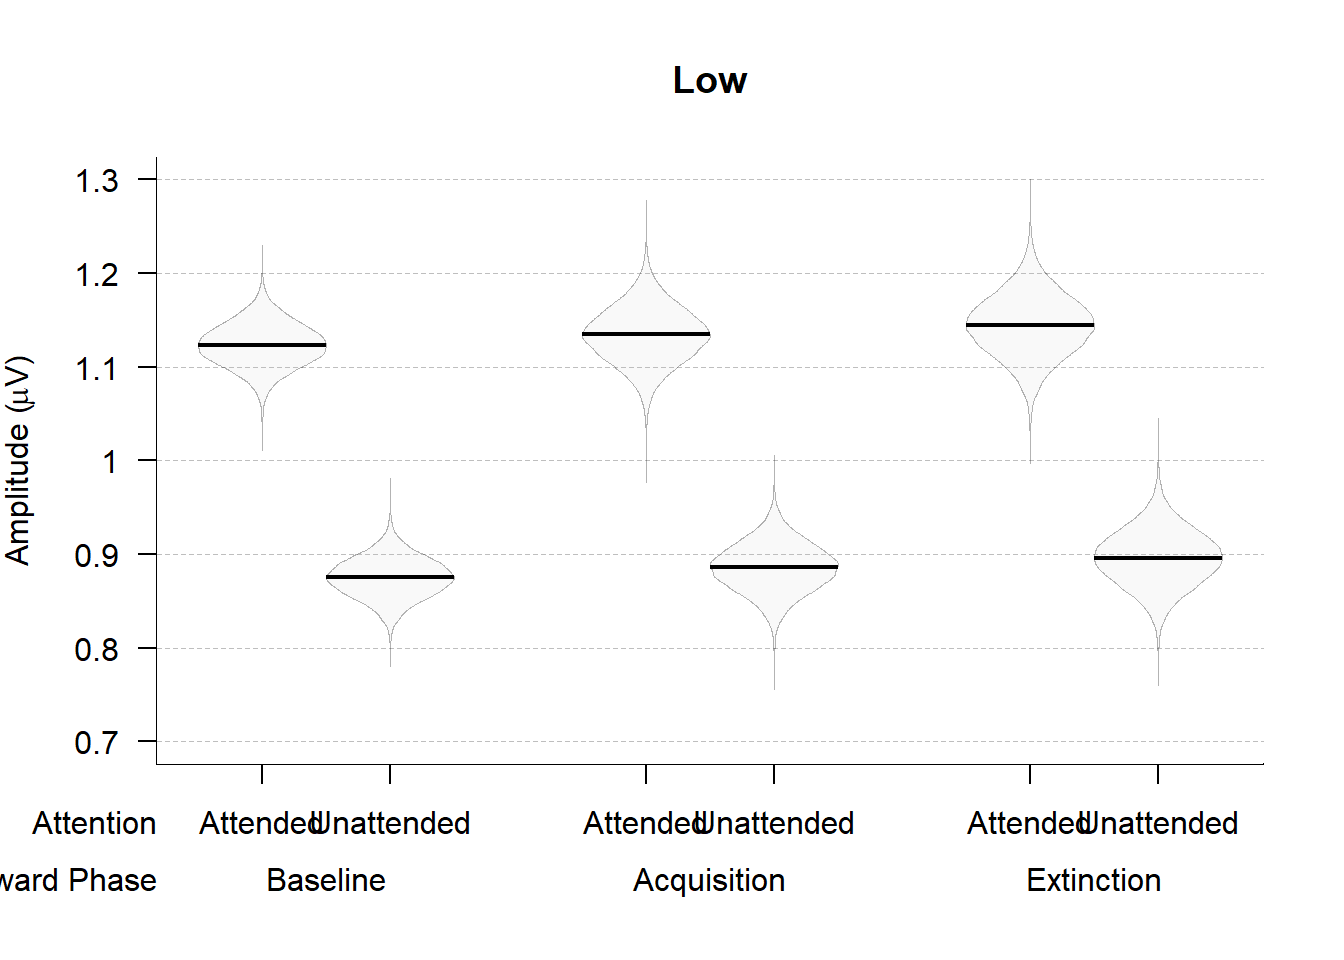 Low
Amplitude (μV)
1.3
1.2
1.1
1
0.9
0.8
0.7
Attention Attended Unattended Attended Unattended Attended Unattended
ward Phase Baseline Acquisition Extinction